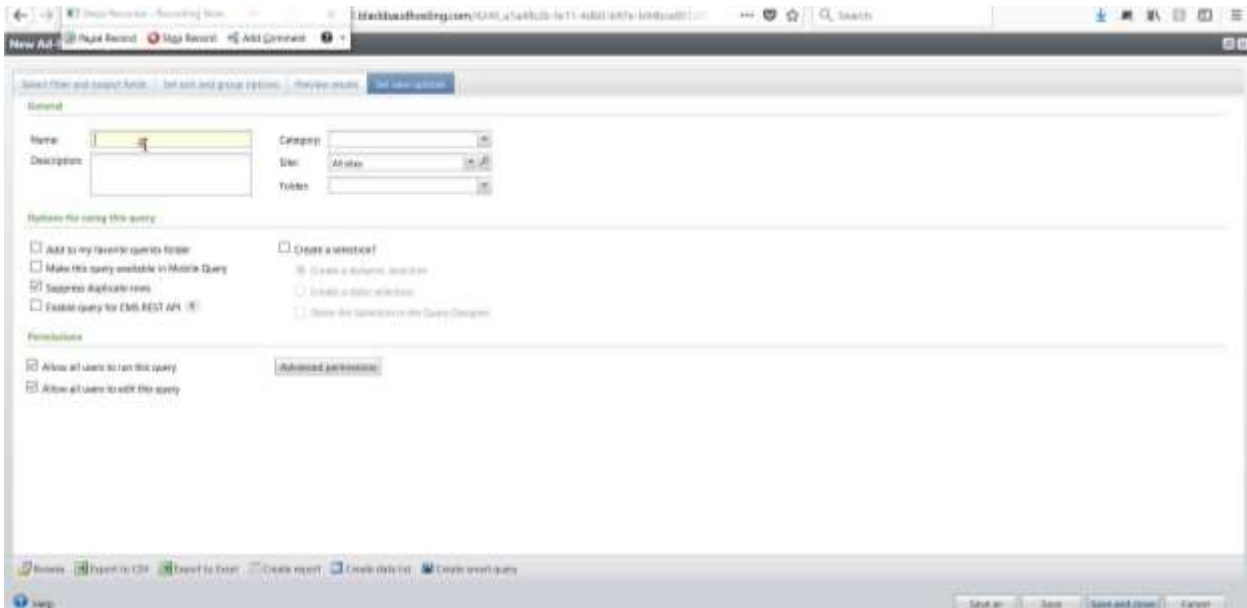 Steps Recorder - Recording Now
Search
Pause Record Stop Record Add Comment
New Ad-
Select filter and output fields Set sort and group options Preview results Set save options
General
Name: Category:
Description: Site: All sites
Folder:
Options for using this query
Add to my favorite queries folder Create a selection?
Make this query available in Mobile Query Create a dynamic selection
Suppress duplicate rows Create a static selection
Enable query for CMS REST API Show this Selection in the Query Designer
Permissions
Allow all users to run this query Advanced permissions
Allow all users to edit this query
Browse Export to CSV Export to Excel Create report Create data list Create smart query
Help Save as Save Save and close Cancel